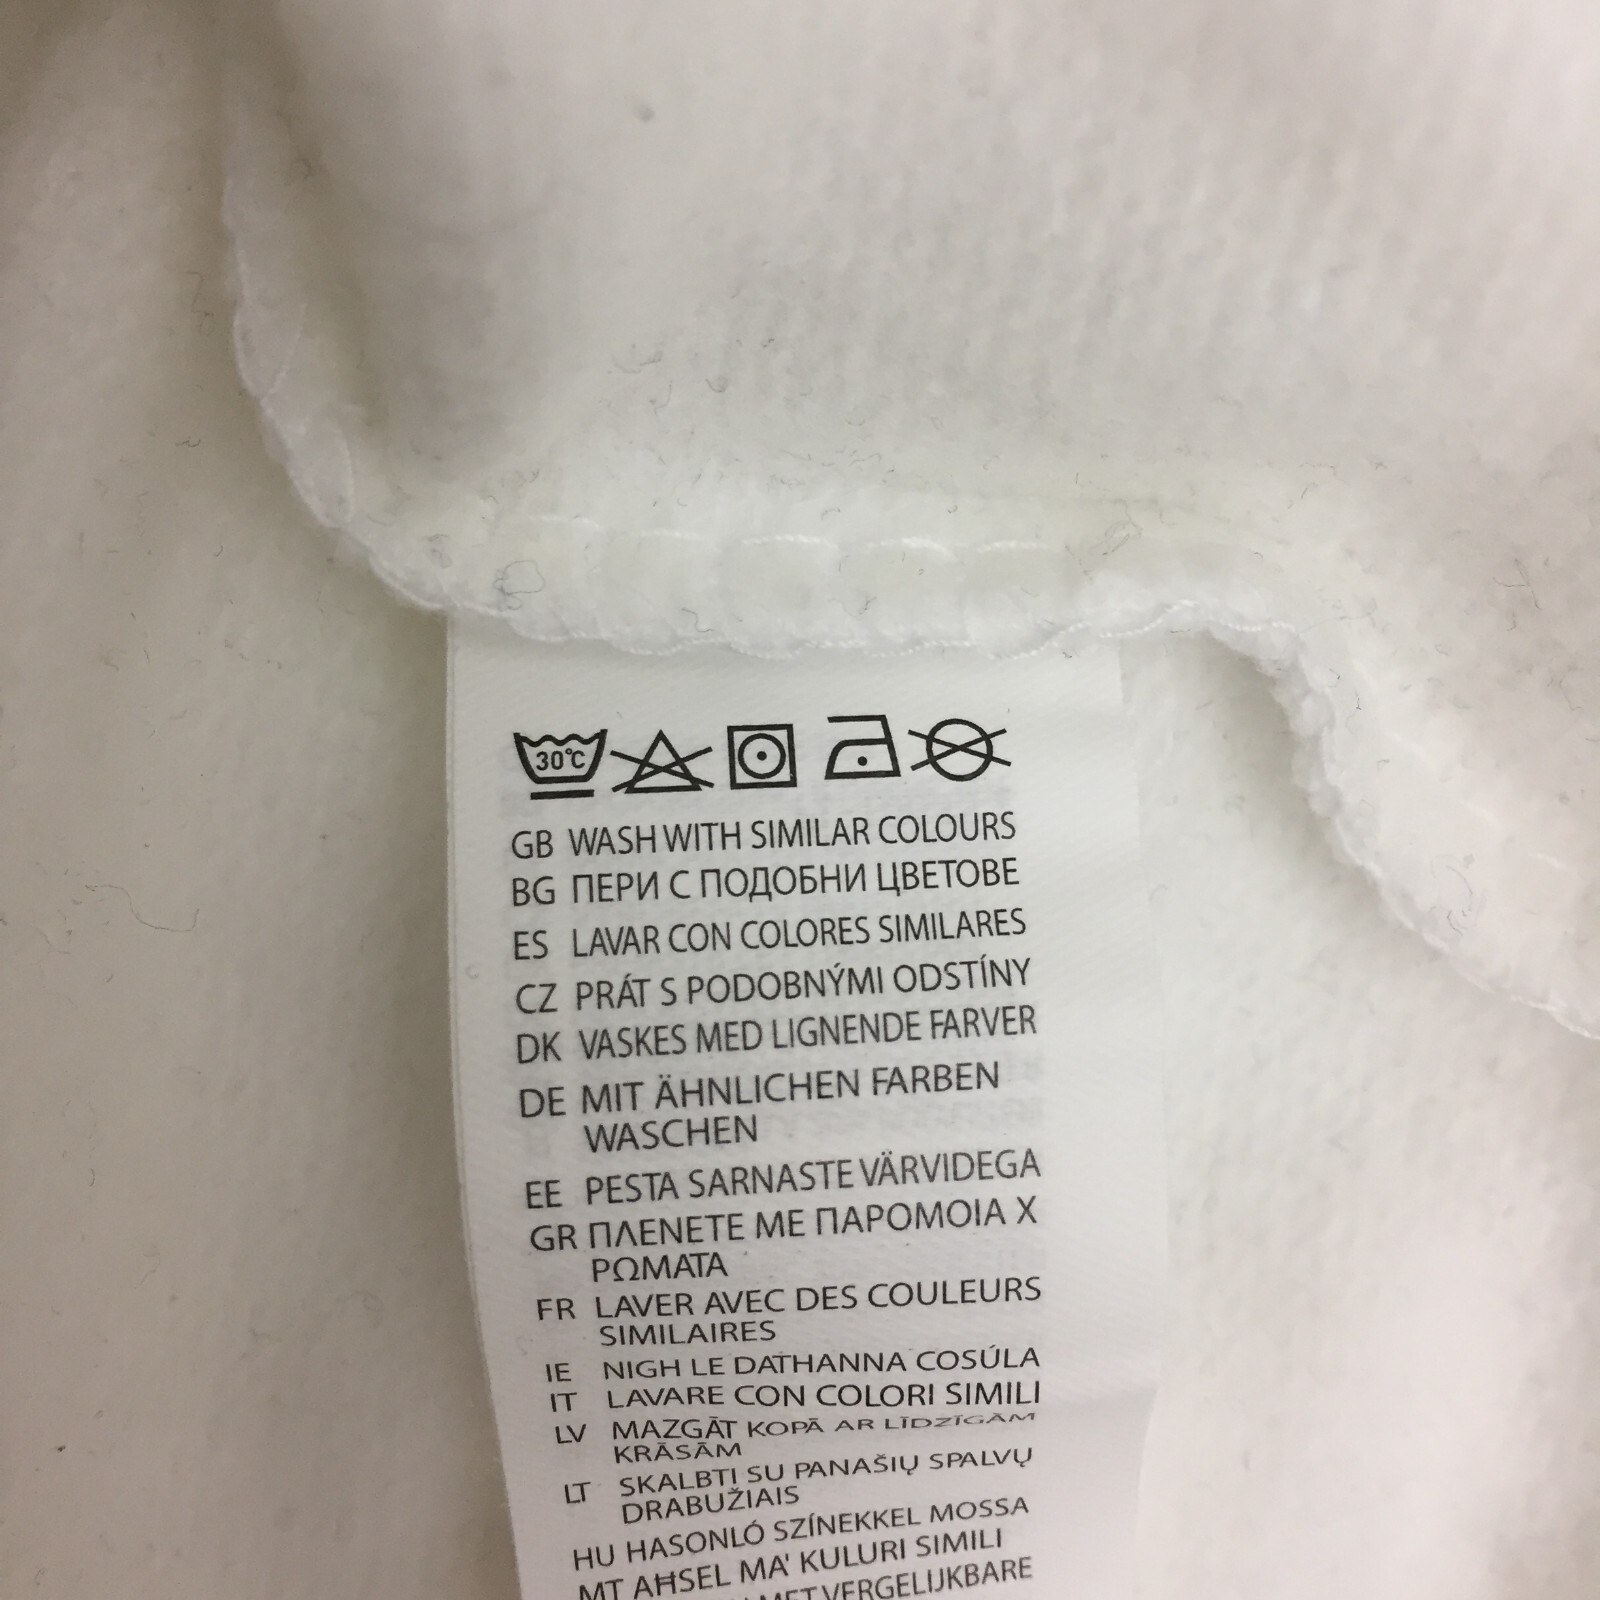 30°C
GB WASH WITH SIMILAR COLOURS
BG ПЕРИ С ПОДОБНИ ЦВЕТОВЕ
ES LAVAR CON COLORES SIMILARES
CZ PRÁT S PODOBNÝMI ODSTÍNY
DK VASKES MED LIGNENDE FARVER
DE MIT ÄHNLICHEN FARBEN
WASCHEN
EE PESTA SARNASTE VÄRVIDEGA
GR ΠΛΕΝΕΤΕ ΜΕ ΠΑΡΟΜΟΙΑ Χ
ΡΩΜΑΤΑ
FR LAVER AVEC DES COULEURS
SIMILAIRES
IE NIGH LE DATHANNA COSÚLA
IT LAVARE CON COLORI SIMILI
LV MAZGĀT KOPĀ AR LĪDZĪGĀM
KRĀSĀM
LT SKALBTI SU PANAŠIŲ SPALVŲ
DRABUŽIAIS
HU HASONLÓ SZÍNEKKEL MOSSA
MT AĦSEL MA' KULURI SIMILI
MET VERGELIJKBARE